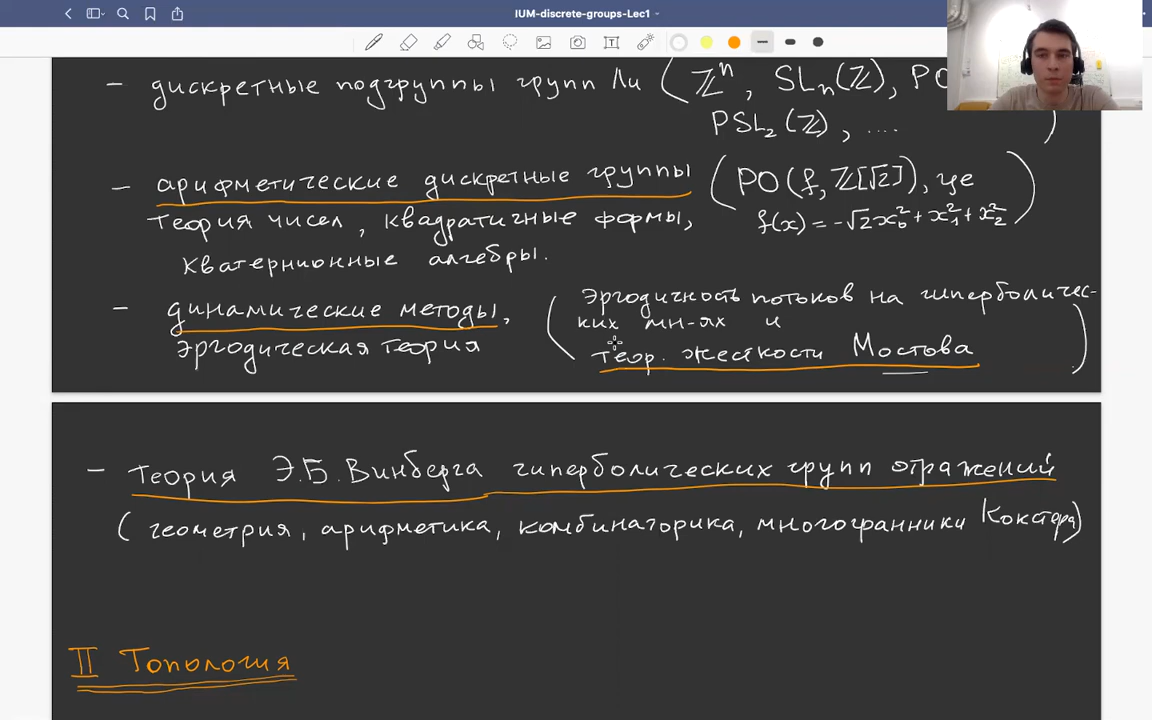 IUM-discrete-groups-Lec1
– дискретные подгруппы групп Ли (ℤⁿ, SLₙ(ℤ), PO
PSL₂(ℤ), .... )
– арифметические дискретные группы (PO(f, ℤ[√2]), где
теория чисел, квадратичные формы, f(x) = -√2x₀² + x₁² + x₂²)
кватернионные алгебры.
– динамические методы, (Эргодичность потоков на гиперболичес-
ких мн-ях и
эргодическая теория теор. жесткости Мостова)
– Теория Э.Б.Винберга гиперболических групп отражений
(геометрия, арифметика, комбинаторика, многогранники Кокстера)
II Топология